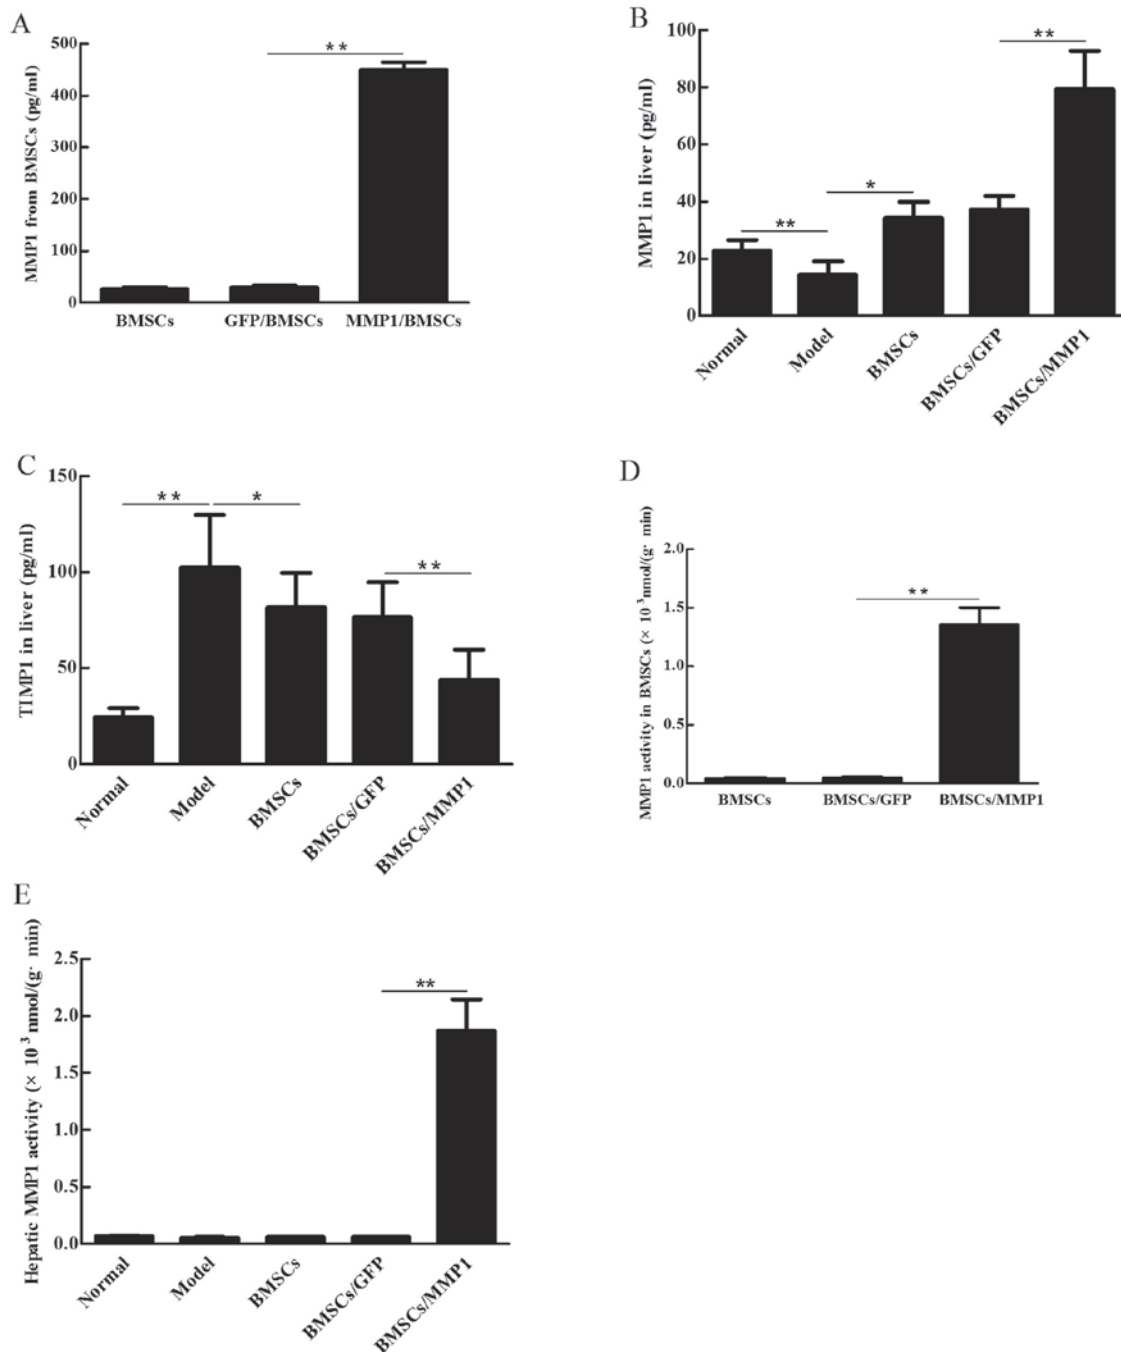 A
MMP1 from BMSCs (pg/ml)
500
400
300
200
100
0
**
BMSCs
GFP/BMSCs
MMP1/BMSCs
B
MMP1 in liver (pg/ml)
100
80
60
40
20
0
**
*
**
Normal
Model
BMSCs
BMSCs/GFP
BMSCs/MMP1
C
TIMP1 in liver (pg/ml)
150
100
50
0
**
*
**
Normal
Model
BMSCs
BMSCs/GFP
BMSCs/MMP1
D
MMP1 activity in BMSCs (× 10 ³nmol/(g· min)
2.0
1.5
1.0
0.5
0.0
**
BMSCs
BMSCs/GFP
BMSCs/MMP1
E
Hepatic MMP1 activity (× 10 ³ nmol/(g· min)
2.5
2.0
1.5
1.0
0.5
0.0
**
Normal
Model
BMSCs
BMSCs/GFP
BMSCs/MMP1